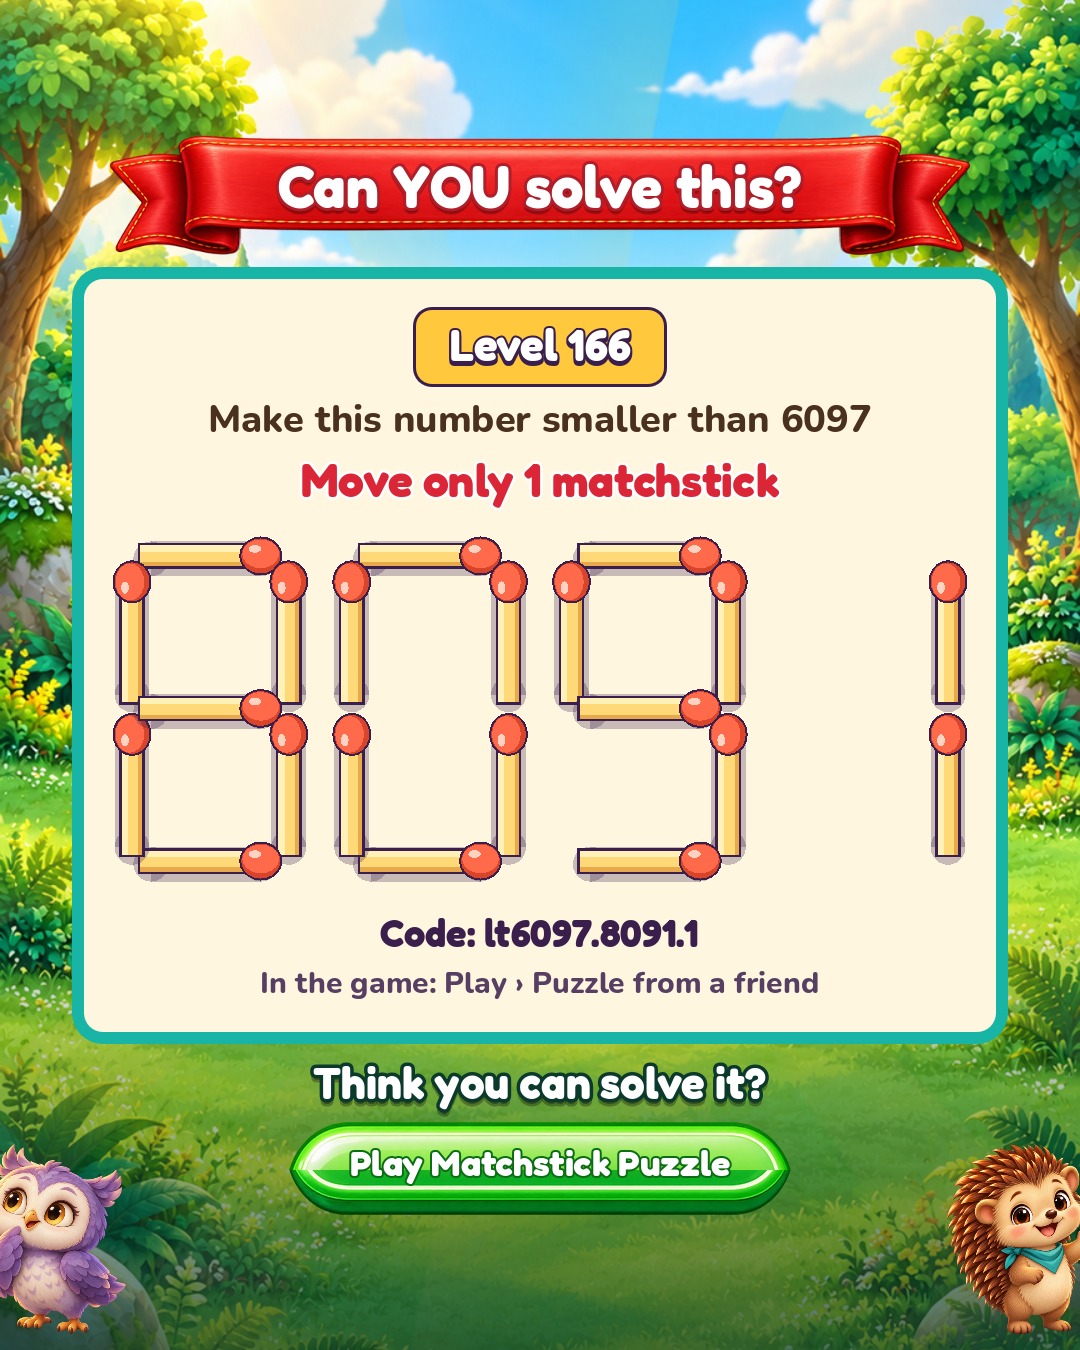 Can YOU solve this?
Level 166
Make this number smaller than 6097
Move only 1 matchstick
8091
Code: lt6097.8091.1
In the game: Play › Puzzle from a friend
Think you can solve it?
Play Matchstick Puzzle